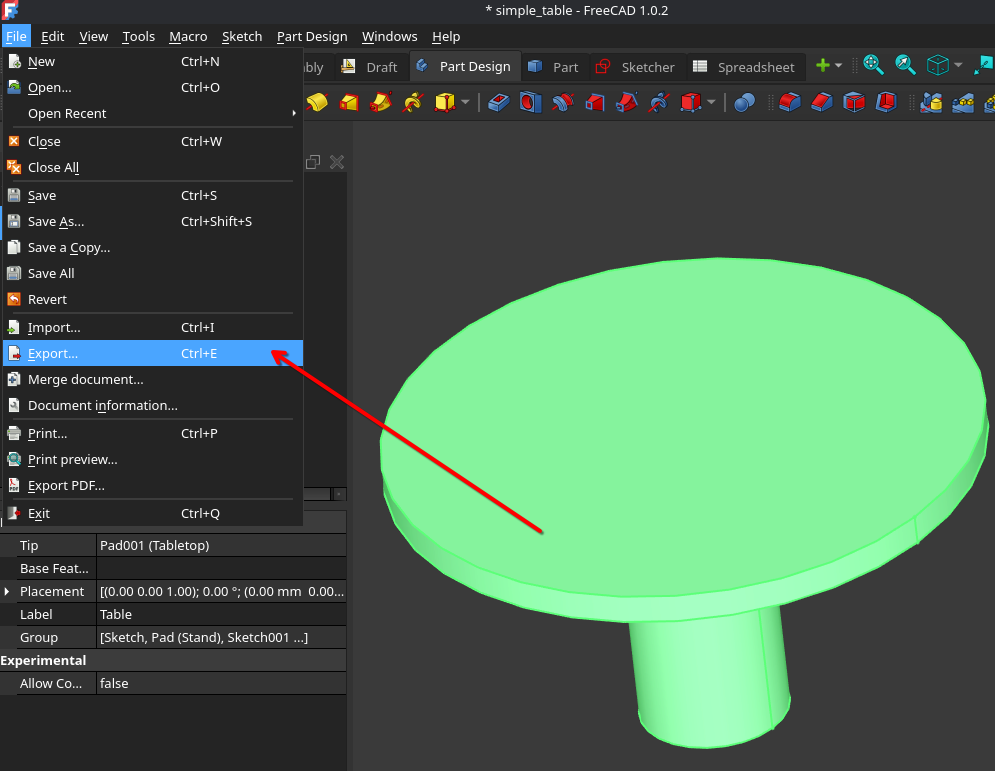 * simple_table - FreeCAD 1.0.2
File Edit View Tools Macro Sketch Part Design Windows Help
New Ctrl+N
bly Draft Part Design Part Sketcher Spreadsheet
Open... Ctrl+O
Open Recent
Close Ctrl+W
Close All
Save Ctrl+S
Save As... Ctrl+Shift+S
Save a Copy...
Save All
Revert
Import... Ctrl+I
Export... Ctrl+E
Merge document...
Document information...
Print... Ctrl+P
Print preview...
Export PDF...
Exit Ctrl+Q
Tip Pad001 (Tabletop)
Base Feat...
Placement [(0.00 0.00 1.00); 0.00 °; (0.00 mm 0.00...
Label Table
Group [Sketch, Pad (Stand), Sketch001 ...]
Experimental
Allow Co... false